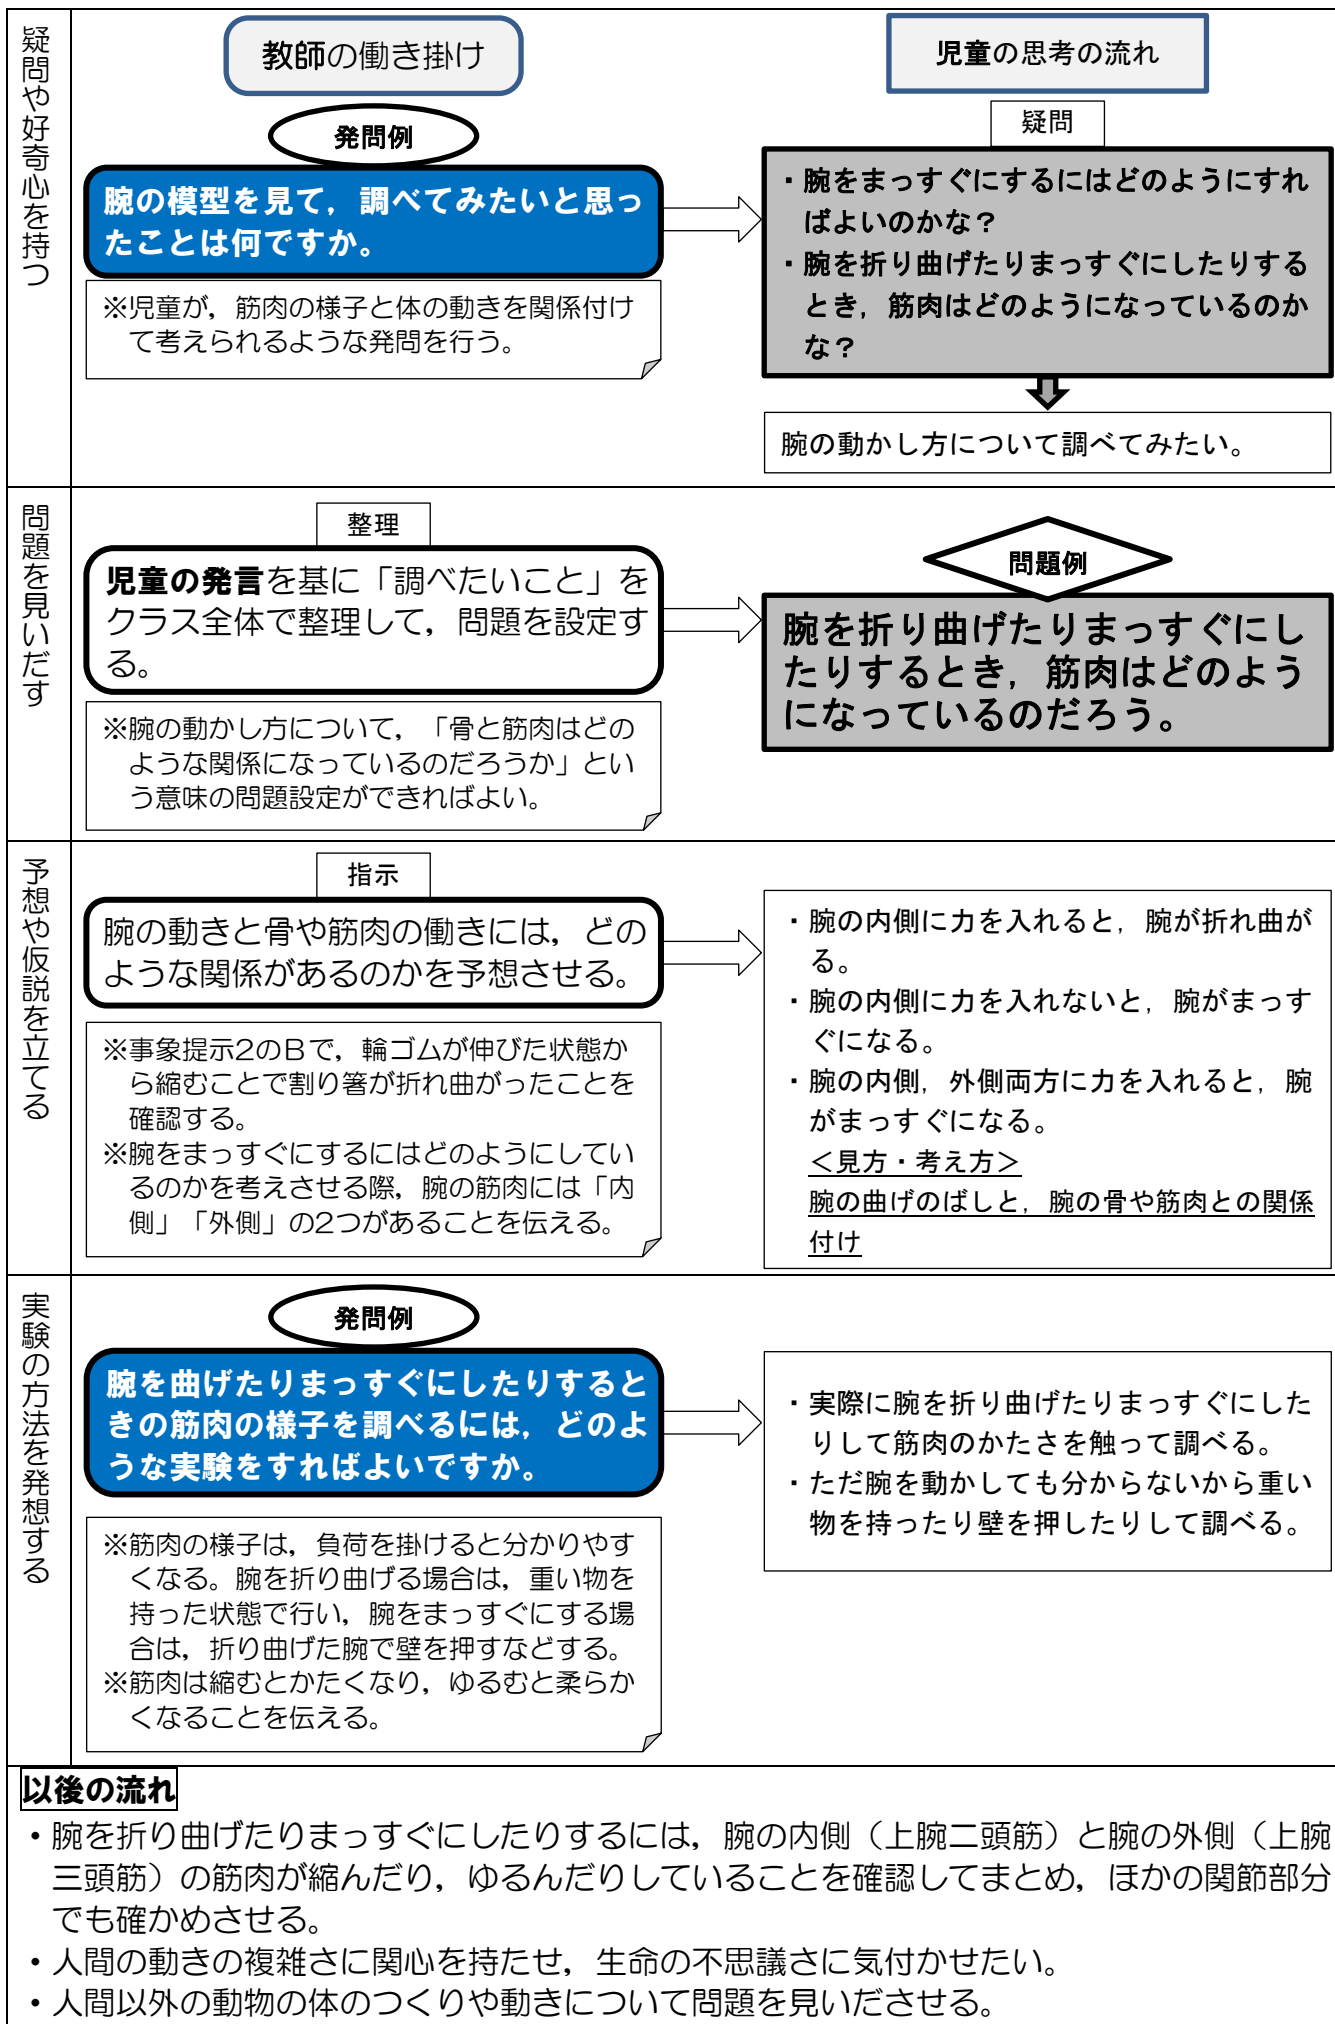 疑問や好奇心を持つ
教師の働き掛け
児童の思考の流れ
発問例
腕の模型を見て，調べてみたいと思っ
たことは何ですか。
※児童が，筋肉の様子と体の動きを関係付け
て考えられるような発問を行う。
疑問
・腕をまっすぐにするにはどのようにすれ
ばよいのかな？
・腕を折り曲げたりまっすぐにしたりする
とき，筋肉はどのようになっているのか
な？
腕の動かし方について調べてみたい。
問題を見いだす
整理
児童の発言を基に「調べたいこと」を
クラス全体で整理して，問題を設定す
る。
※腕の動かし方について，「骨と筋肉はどの
ような関係になっているのだろうか」とい
う意味の問題設定ができればよい。
問題例
腕を折り曲げたりまっすぐにし
たりするとき，筋肉はどのよう
になっているのだろう。
予想や仮説を立てる
指示
腕の動きと骨や筋肉の働きには，どの
ような関係があるのかを予想させる。
※事象提示2のBで，輪ゴムが伸びた状態か
ら縮むことで割り箸が折れ曲がったことを
確認する。
※腕をまっすぐにするにはどのようにしてい
るのかを考えさせる際，腕の筋肉には「内
側」「外側」の2つがあることを伝える。
・腕の内側に力を入れると，腕が折れ曲が
る。
・腕の内側に力を入れないと，腕がまっす
ぐになる。
・腕の内側，外側両方に力を入れると，腕
がまっすぐになる。
＜見方・考え方＞
腕の曲げのばしと，腕の骨や筋肉との関係
付け
実験の方法を発想する
発問例
腕を曲げたりまっすぐにしたりすると
きの筋肉の様子を調べるには，どのよ
うな実験をすればよいですか。
※筋肉の様子は，負荷を掛けると分かりやす
くなる。腕を折り曲げる場合は，重い物を
持った状態で行い，腕をまっすぐにする場
合は，折り曲げた腕で壁を押すなどする。
※筋肉は縮むとかたくなり，ゆるむと柔らか
くなることを伝える。
・実際に腕を折り曲げたりまっすぐにした
りして筋肉のかたさを触って調べる。
・ただ腕を動かしても分からないから重い
物を持ったり壁を押したりして調べる。
以後の流れ
・腕を折り曲げたりまっすぐにしたりするには，腕の内側（上腕二頭筋）と腕の外側（上腕
三頭筋）の筋肉が縮んだり，ゆるんだりしていることを確認してまとめ，ほかの関節部分
でも確かめさせる。
・人間の動きの複雑さに関心を持たせ，生命の不思議さに気付かせたい。
・人間以外の動物の体のつくりや動きについて問題を見いださせる。